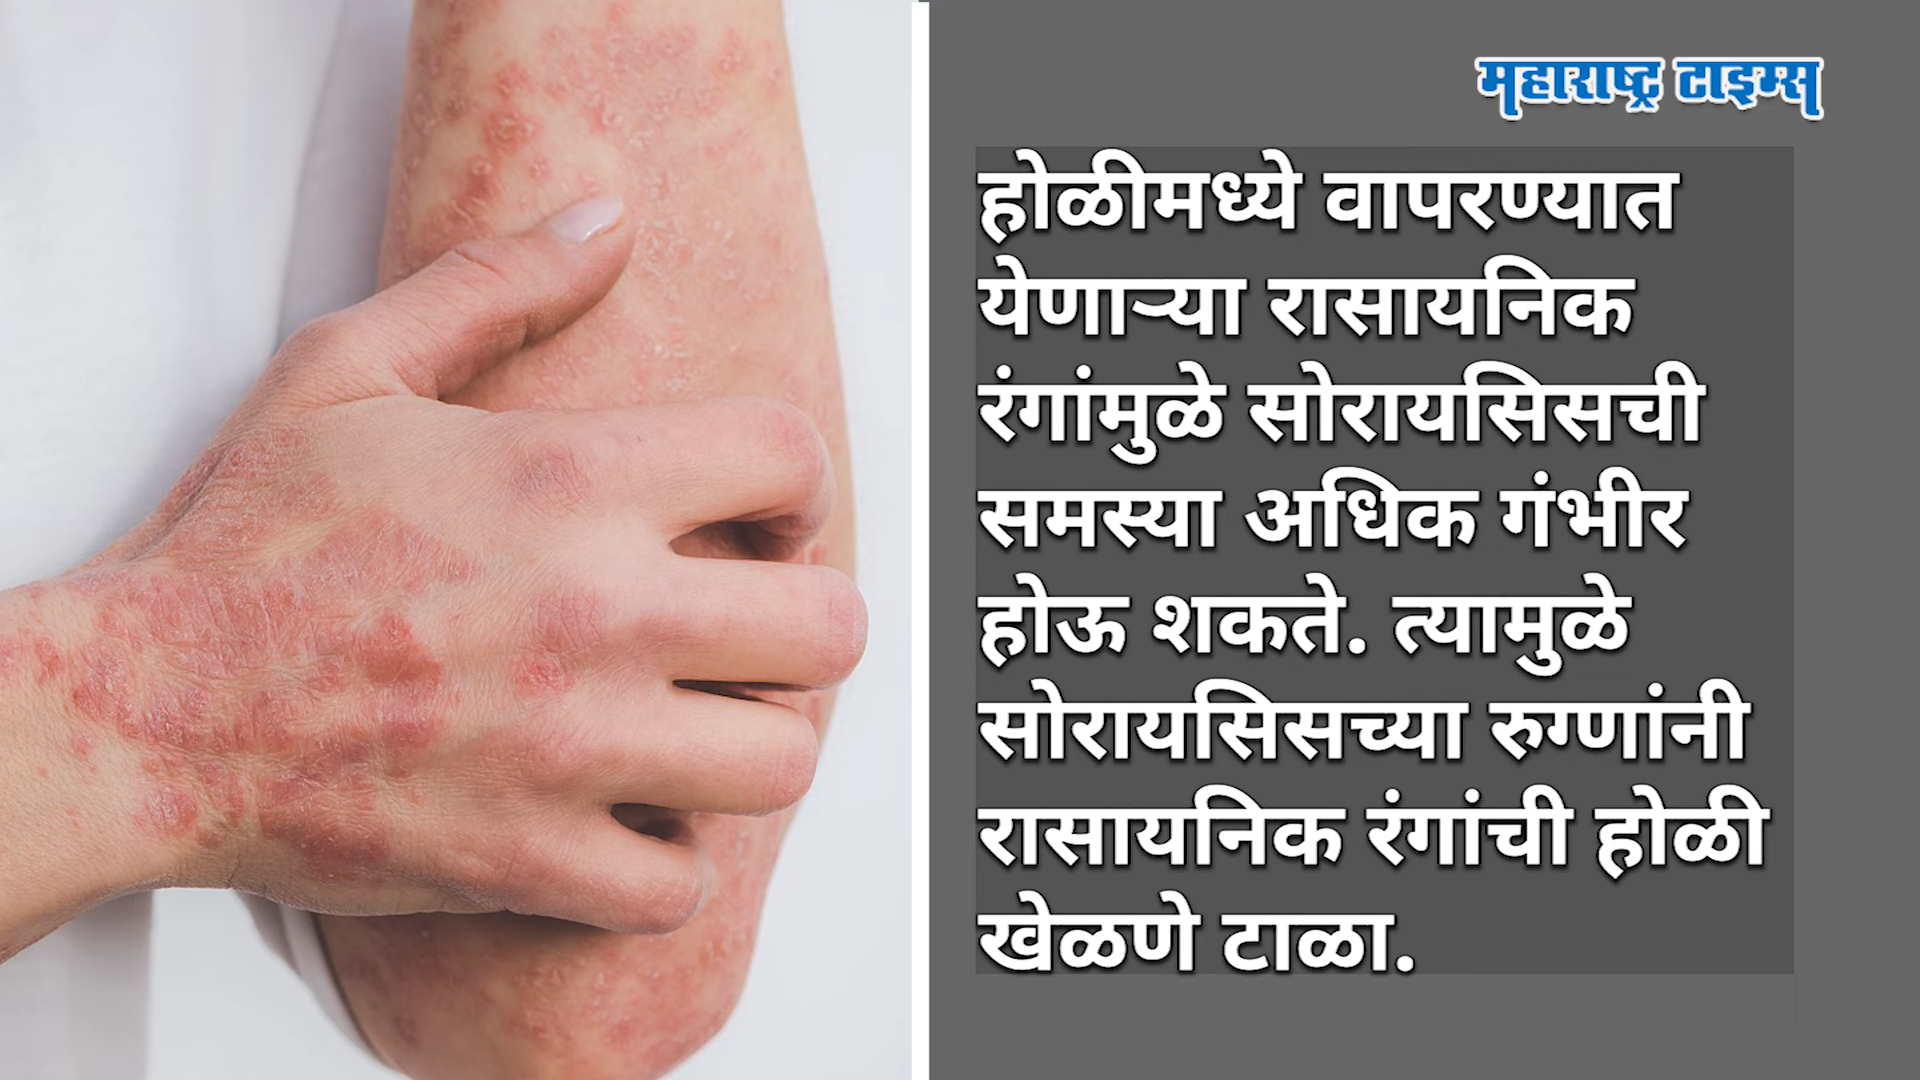 महाराष्ट्र टाइम्स
होळीमध्ये वापरण्यात
येणाऱ्या रासायनिक
रंगांमुळे सोरायसिसची
समस्या अधिक गंभीर
होऊ शकते. त्यामुळे
सोरायसिसच्या रुग्णांनी
रासायनिक रंगांची होळी
खेळणे टाळा.